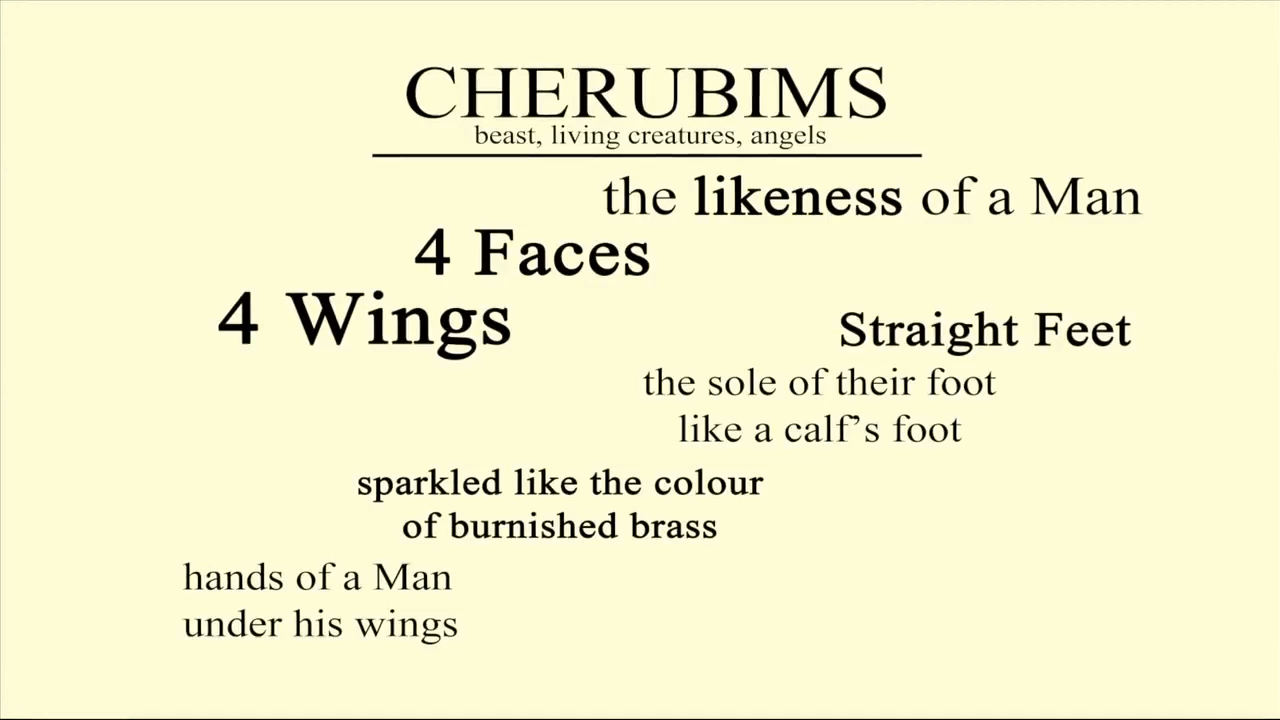 CHERUBIMS
beast, living creatures, angels
the likeness of a Man
4 Faces
4 Wings
Straight Feet
the sole of their foot
like a calf’s foot
sparkled like the colour
of burnished brass
hands of a Man
under his wings